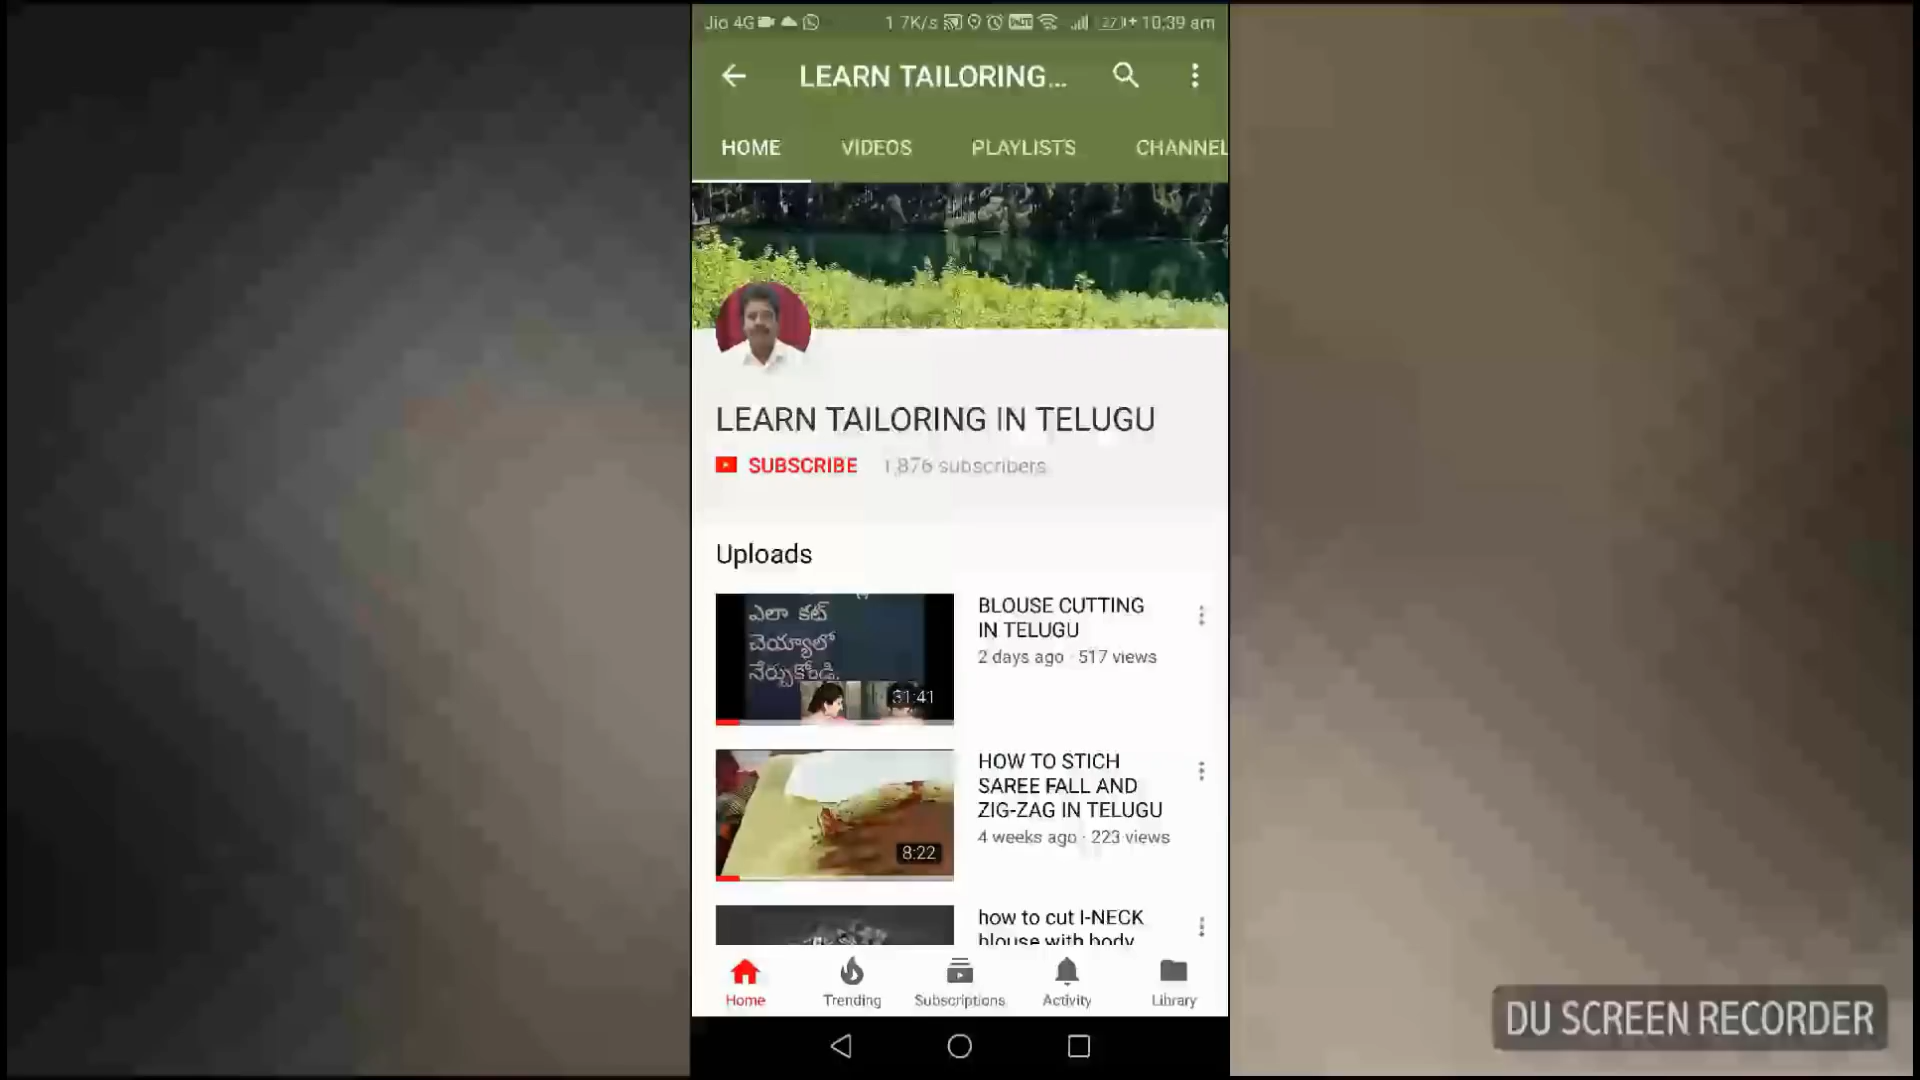 Jio 4G 1.7K/s VoLTE 27 10:39 am
LEARN TAILORING...
HOME VIDEOS PLAYLISTS CHANNEL
LEARN TAILORING IN TELUGU
SUBSCRIBE 1,876 subscribers
Uploads
ఎలా కట్
చెయ్యాలో
నేర్చుకోండి.
31:41
BLOUSE CUTTING
IN TELUGU
2 days ago · 517 views
8:22
HOW TO STICH
SAREE FALL AND
ZIG-ZAG IN TELUGU
4 weeks ago · 223 views
how to cut I-NECK
blouse with body
Home Trending Subscriptions Activity Library
DU SCREEN RECORDER